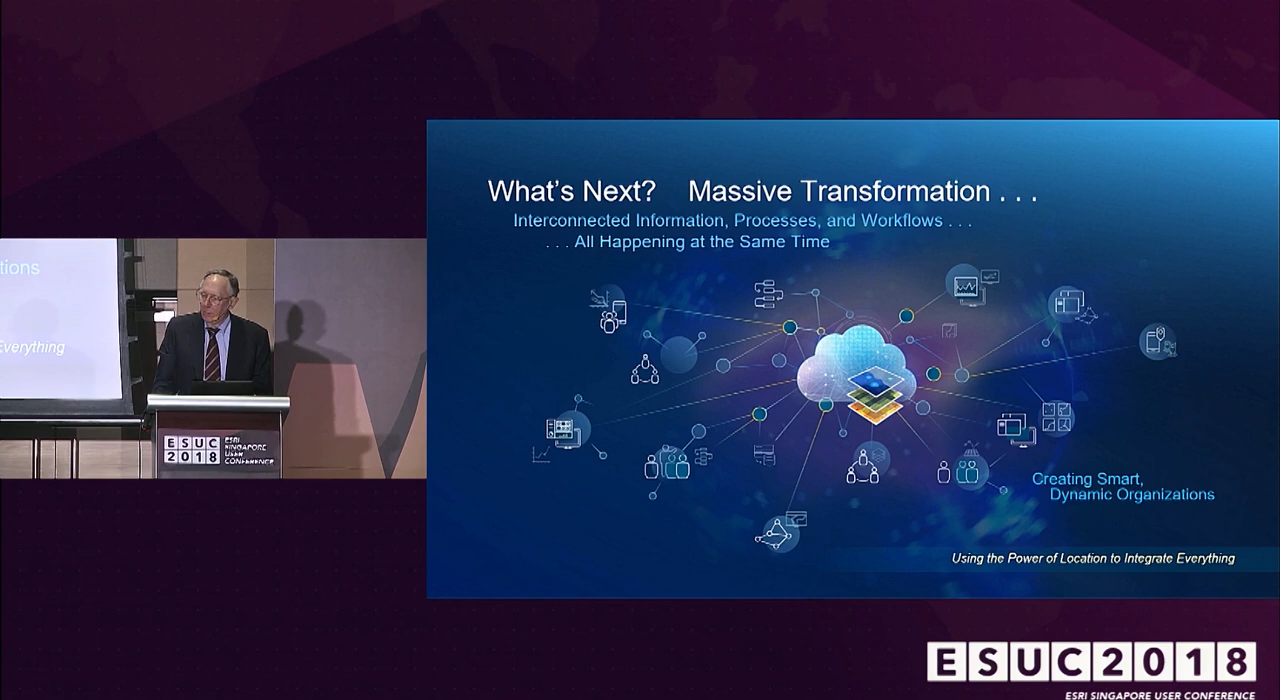 What's Next? Massive Transformation . . .
Interconnected Information, Processes, and Workflows . . .
. . . All Happening at the Same Time
Creating Smart,
Dynamic Organizations
Using the Power of Location to Integrate Everything
tions
Everything
ESUC
2018
ESRI
SINGAPORE
USER
CONFERENCE
ESUC2018
ESRI SINGAPORE USER CONFERENCE